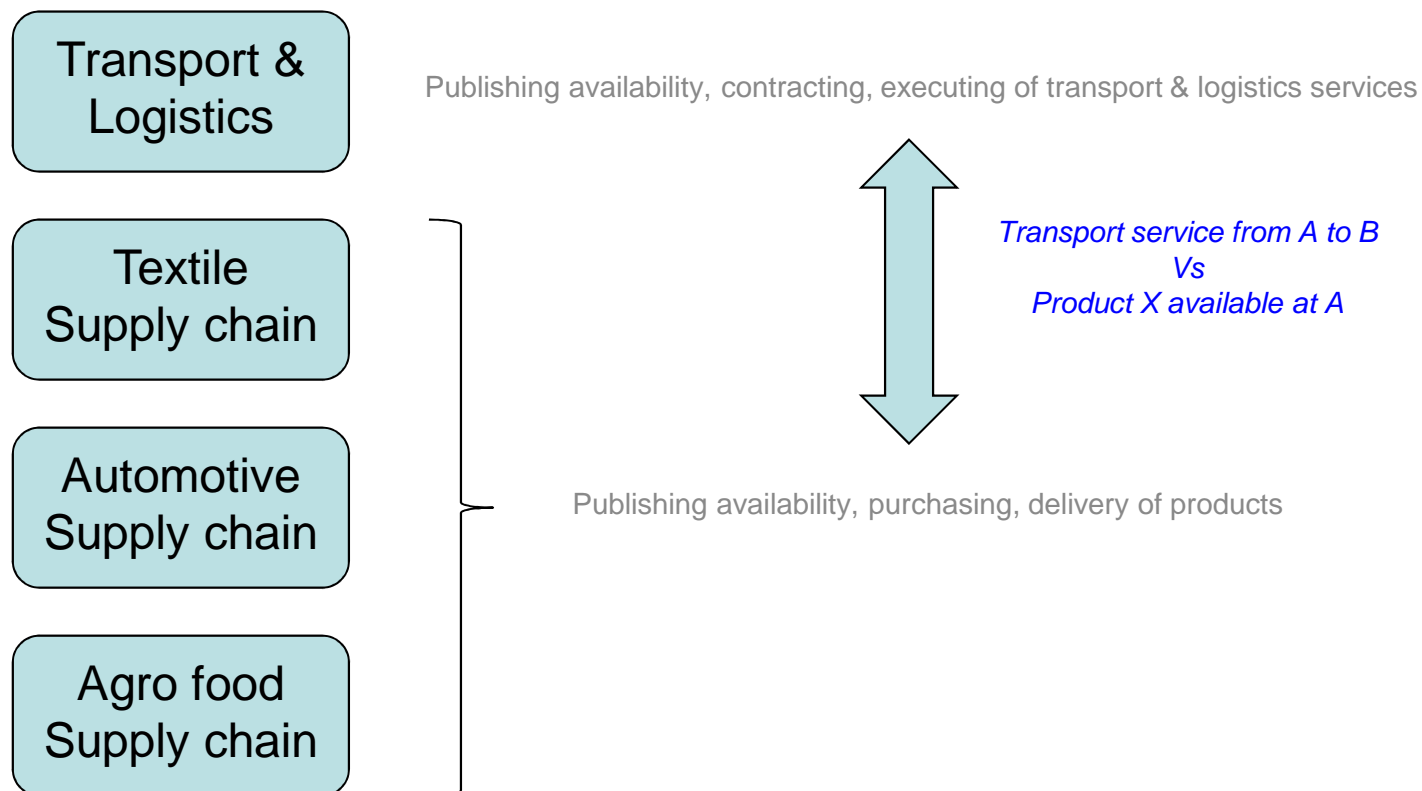 Transport &
Logistics
Publishing availability, contracting, executing of transport & logistics services
Textile
Supply chain
Transport service from A to B
Vs
Product X available at A
Automotive
Supply chain
Publishing availability, purchasing, delivery of products
Agro food
Supply chain